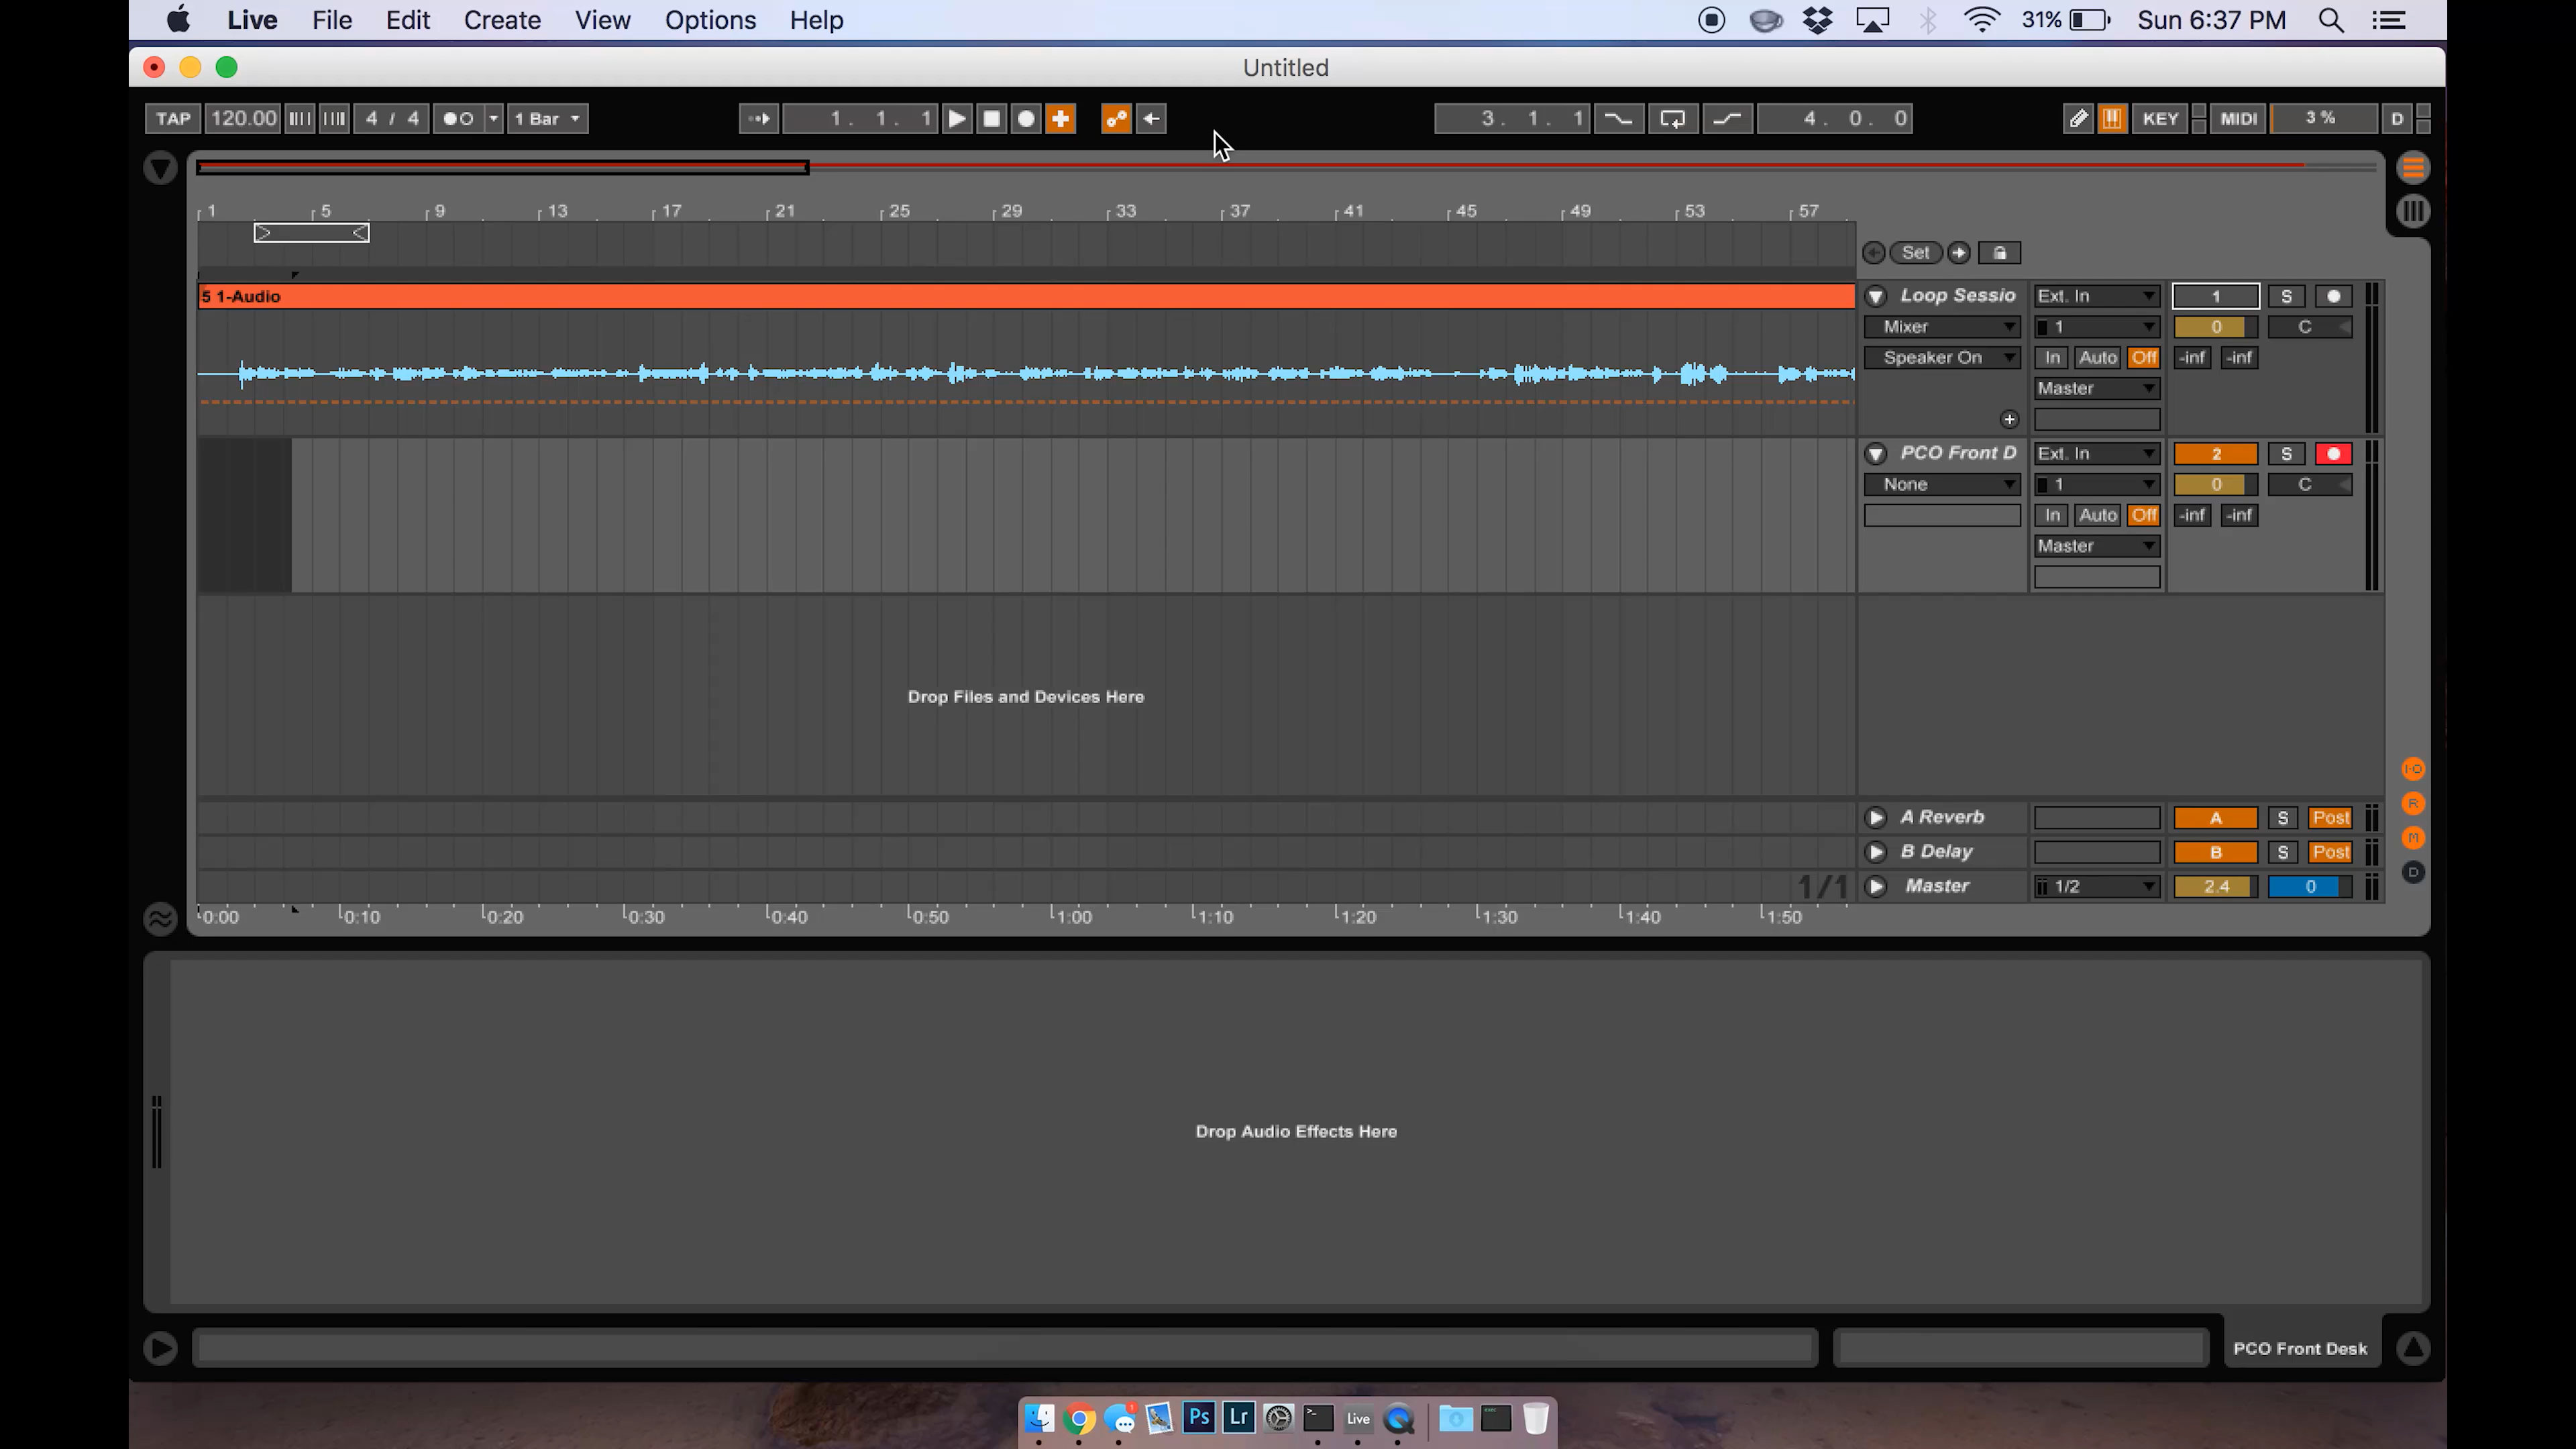 Live File Edit Create View Options Help 31% Sun 6:37 PM
Untitled
TAP 120.00 4 / 4 1 Bar 1. 1. 1 3. 1. 1 4. 0. 0 KEY MIDI 3 % D
1 5 9 13 17 21 25 29 33 37 41 45 49 53 57
Set
5 1-Audio
Loop Sessio Ext. In 1 S
Mixer 1 0 C
Speaker On In Auto Off -inf -inf
Master
PCO Front D Ext. In 2 S
None 1 0 C
In Auto Off -inf -inf
Master
Drop Files and Devices Here
I-O
R
M
D
A Reverb A S Post
B Delay B S Post
1/1 Master 1/2 2.4 0
0:00 0:10 0:20 0:30 0:40 0:50 1:00 1:10 1:20 1:30 1:40 1:50
Drop Audio Effects Here
PCO Front Desk
1 Ps Lr Live